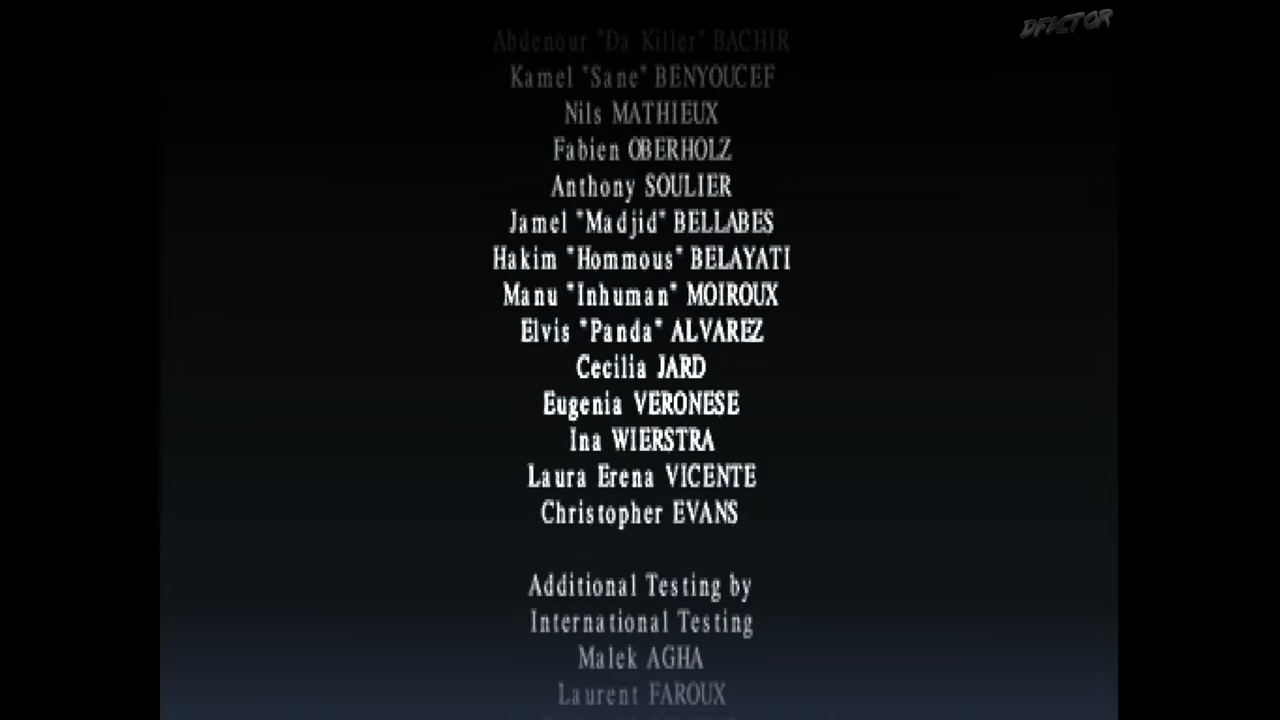 DFACTOR
Abdenour "Da Killer" BACHIR
Kamel "Sane" BENYOUCEF
Nils MATHIEUX
Fabien OBERHOLZ
Anthony SOULIER
Jamel "Madjid" BELLABES
Hakim "Hommous" BELAYATI
Manu "Inhuman" MOIROUX
Elvis "Panda" ALVAREZ
Cecilia JARD
Eugenia VERONESE
Ina WIERSTRA
Laura Erena VICENTE
Christopher EVANS
Additional Testing by
International Testing
Malek AGHA
Laurent FAROUX